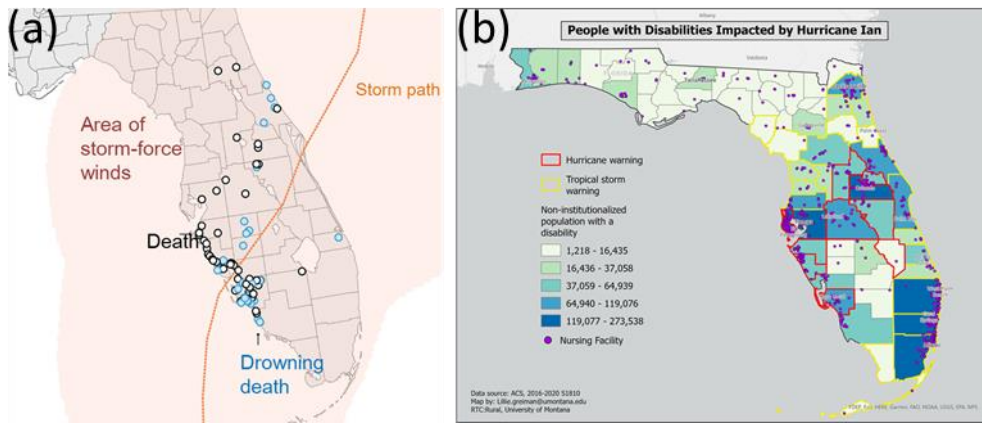 (a)
Storm path
Area of
storm-force
winds
Death
Drowning
death
(b)
People with Disabilities Impacted by Hurricane Ian
Hurricane warning
Tropical storm
warning
Non-institutionalized
population with a
disability
1,218 - 16,435
16,436 - 37,058
37,059 - 64,939
64,940 - 119,076
119,077 - 273,538
Nursing Facility
Data source: ACS, 2016-2020 S1810
Map by: Lillie.greiman@umontana.edu
RTC:Rural, University of Montana